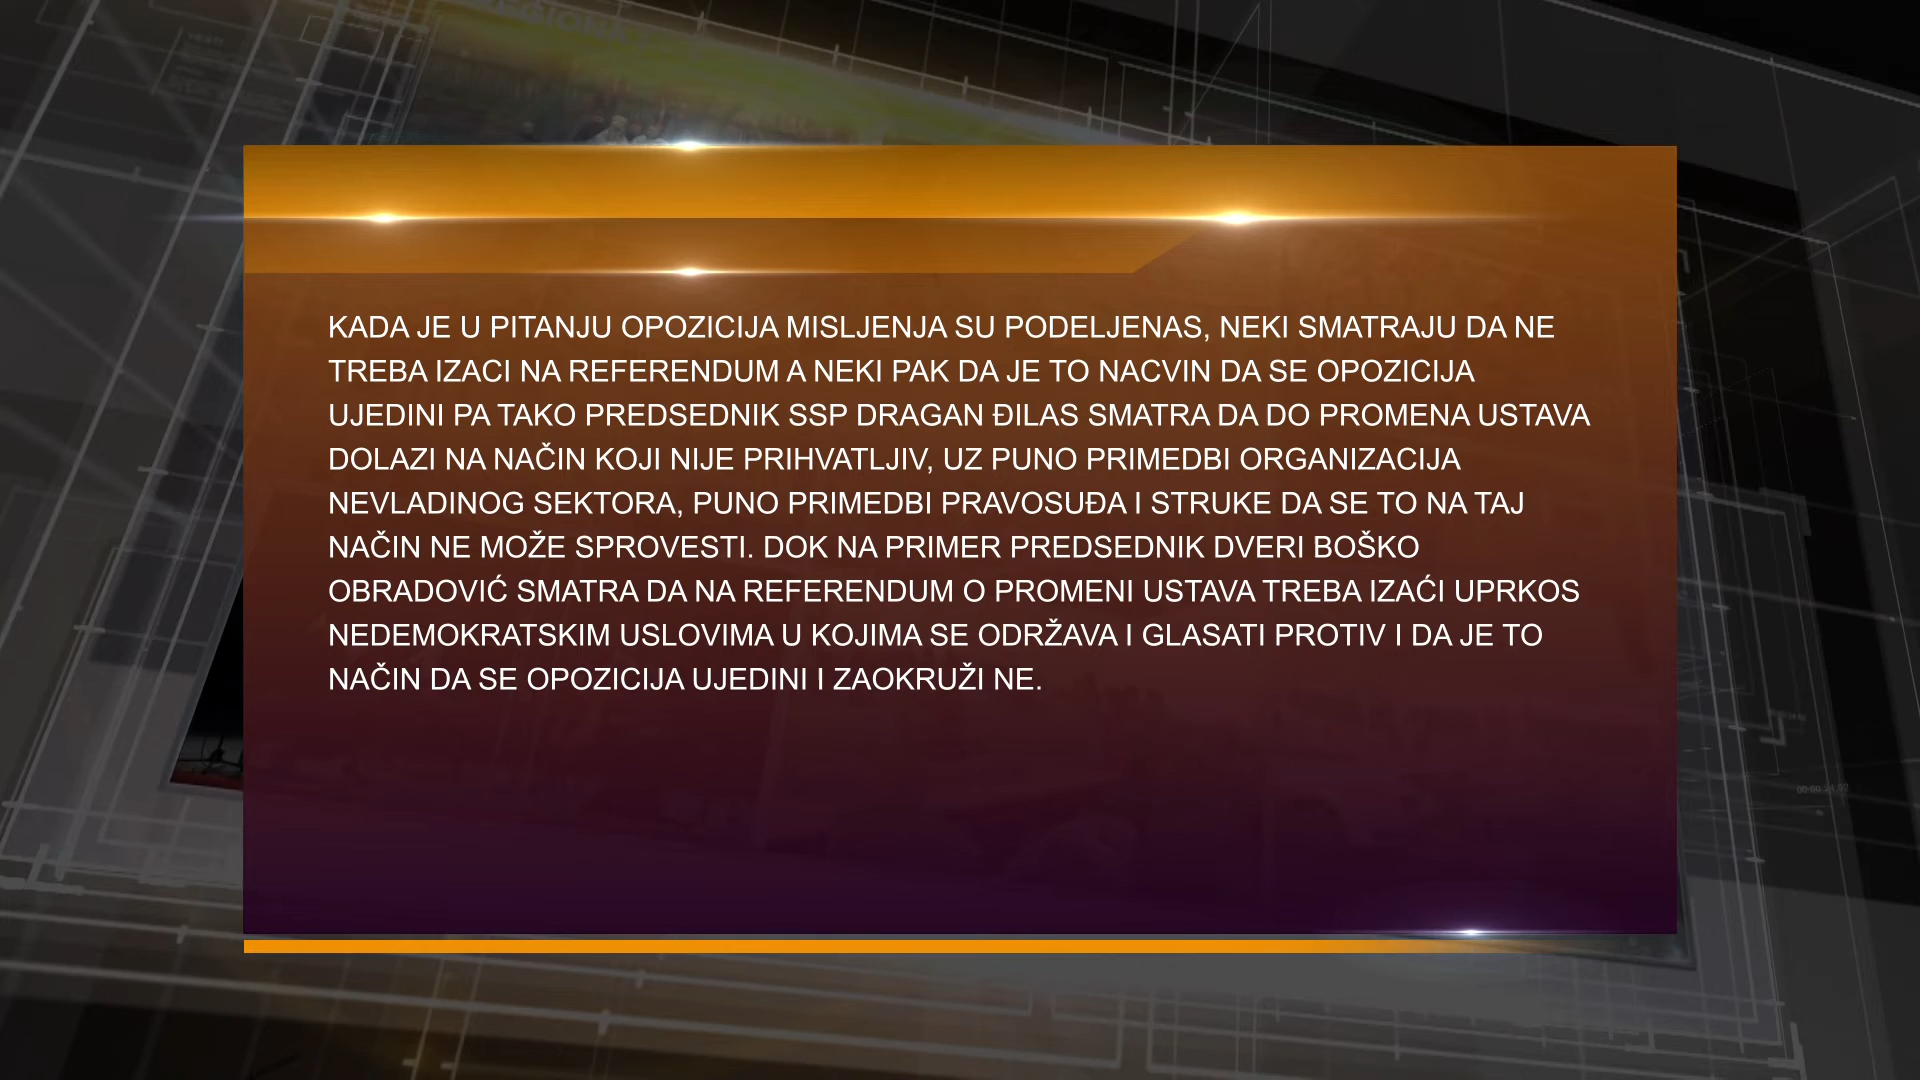 KADA JE U PITANJU OPOZICIJA MISLJENJA SU PODELJENAS, NEKI SMATRAJU DA NE
TREBA IZACI NA REFERENDUM A NEKI PAK DA JE TO NACVIN DA SE OPOZICIJA
UJEDINI PA TAKO PREDSEDNIK SSP DRAGAN ĐILAS SMATRA DA DO PROMENA USTAVA
DOLAZI NA NAČIN KOJI NIJE PRIHVATLJIV, UZ PUNO PRIMEDBI ORGANIZACIJA
NEVLADINOG SEKTORA, PUNO PRIMEDBI PRAVOSUĐA I STRUKE DA SE TO NA TAJ
NAČIN NE MOŽE SPROVESTI. DOK NA PRIMER PREDSEDNIK DVERI BOŠKO
OBRADOVIĆ SMATRA DA NA REFERENDUM O PROMENI USTAVA TREBA IZAĆI UPRKOS
NEDEMOKRATSKIM USLOVIMA U KOJIMA SE ODRŽAVA I GLASATI PROTIV I DA JE TO
NAČIN DA SE OPOZICIJA UJEDINI I ZAOKRUŽI NE.